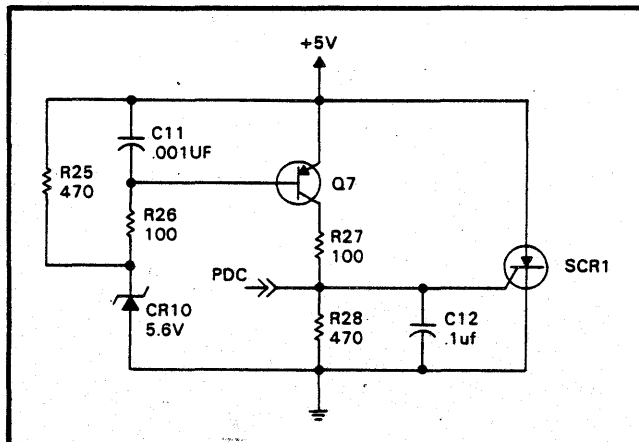 +5V
C11
.001UF
R25
470
Q7
R26
100
R27
100
SCR1
PDC
CR10
5.6V
R28
470
C12
.1uf